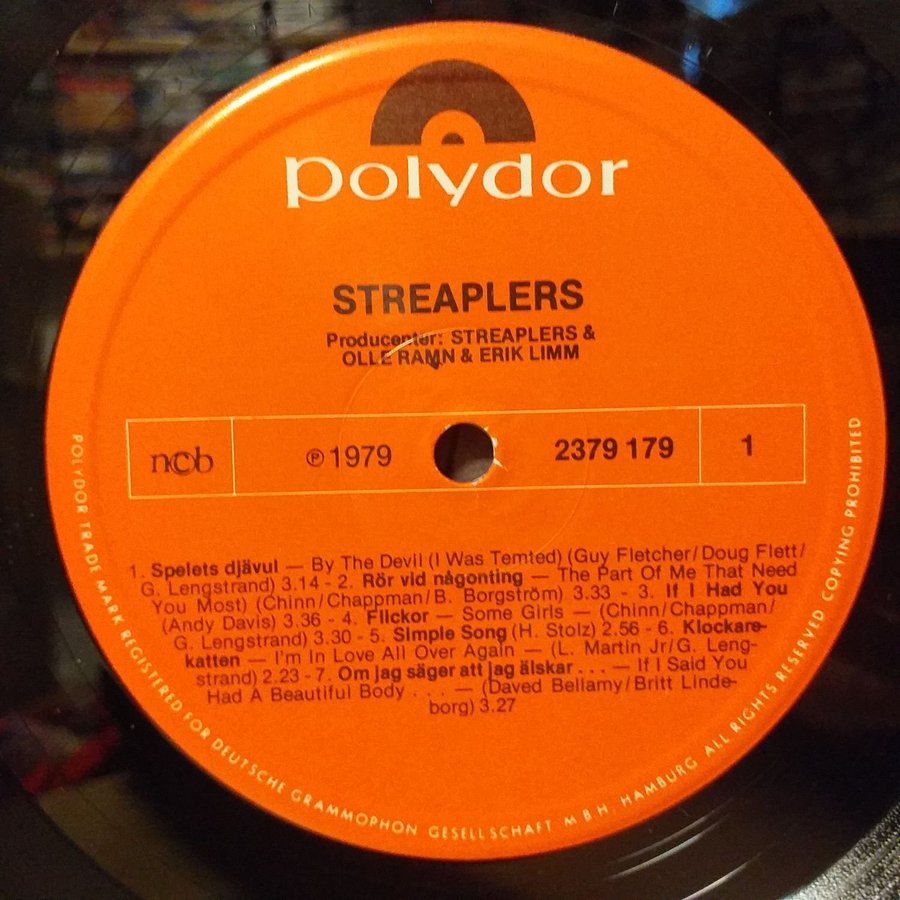 polydor
STREAPLERS
Producenter: STREAPLERS &
OLLE RAMN & ERIK LIMM
ncb ℗ 1979 2379 179 1
1. Spelets djävul — By The Devil (I Was Temted) (Guy Fletcher/Doug Flett/
G. Lengstrand) 3.14 - 2. Rör vid någonting — The Part Of Me That Need
You Most) (Chinn/Chappman/B. Borgström) 3.33 - 3. If I Had You
(Andy Davis) 3.36 - 4. Flickor — Some Girls — (Chinn/Chappman/
G. Lengstrand) 3.30 - 5. Simple Song (H. Stolz) 2.56 - 6. Klockare-
katten — I'm In Love All Over Again — (L. Martin Jr/G. Leng-
strand) 2.23 - 7. Om jag säger att jag älskar . . . — If I Said You
Had A Beautiful Body . . . — (Daved Bellamy/Britt Linde-
borg) 3.27
POLYDOR TRADE MARK REGISTERED FOR DEUTSCHE GRAMMOPHON GESELLSCHAFT M B H. HAMBURG ALL RIGHTS RESERVED COPYING PROHIBITED